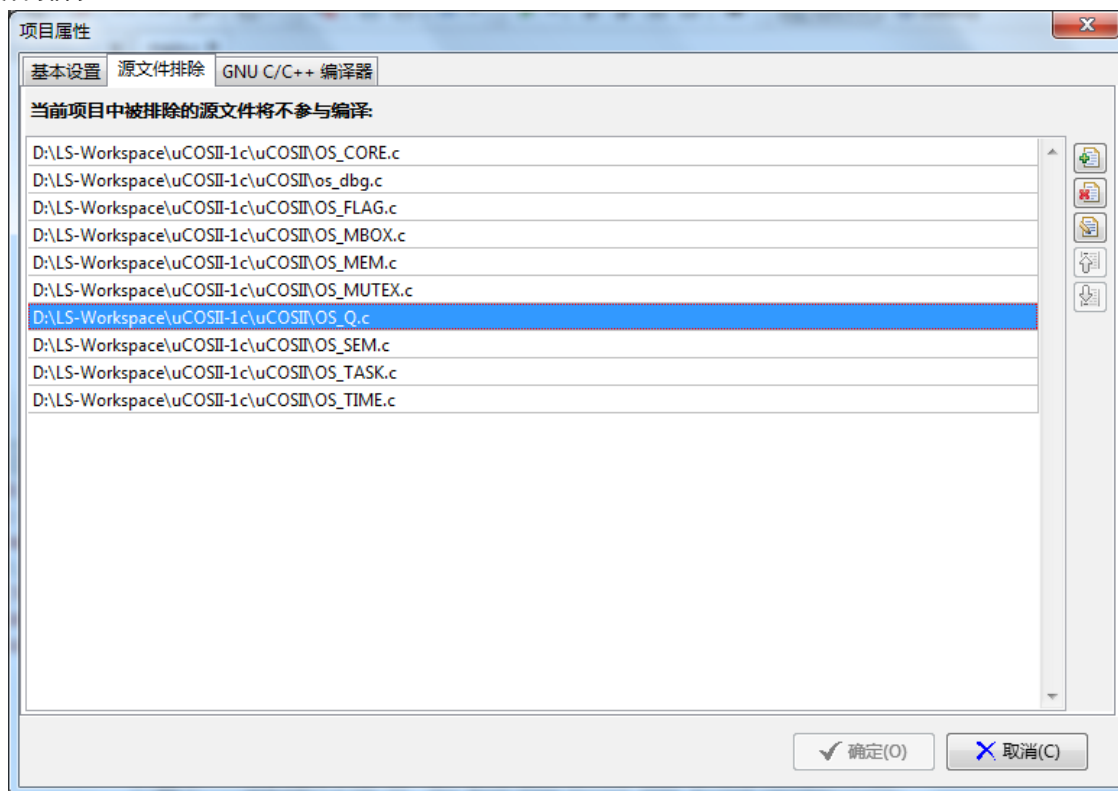 项目属性
基本设置 源文件排除 GNU C/C++ 编译器
当前项目中被排除的源文件将不参与编译:
D:\LS-Workspace\uCOSII-1c\uCOSII\OS_CORE.c
D:\LS-Workspace\uCOSII-1c\uCOSII\os_dbg.c
D:\LS-Workspace\uCOSII-1c\uCOSII\OS_FLAG.c
D:\LS-Workspace\uCOSII-1c\uCOSII\OS_MBOX.c
D:\LS-Workspace\uCOSII-1c\uCOSII\OS_MEM.c
D:\LS-Workspace\uCOSII-1c\uCOSII\OS_MUTEX.c
D:\LS-Workspace\uCOSII-1c\uCOSII\OS_Q.c
D:\LS-Workspace\uCOSII-1c\uCOSII\OS_SEM.c
D:\LS-Workspace\uCOSII-1c\uCOSII\OS_TASK.c
D:\LS-Workspace\uCOSII-1c\uCOSII\OS_TIME.c
确定(O) 取消(C)